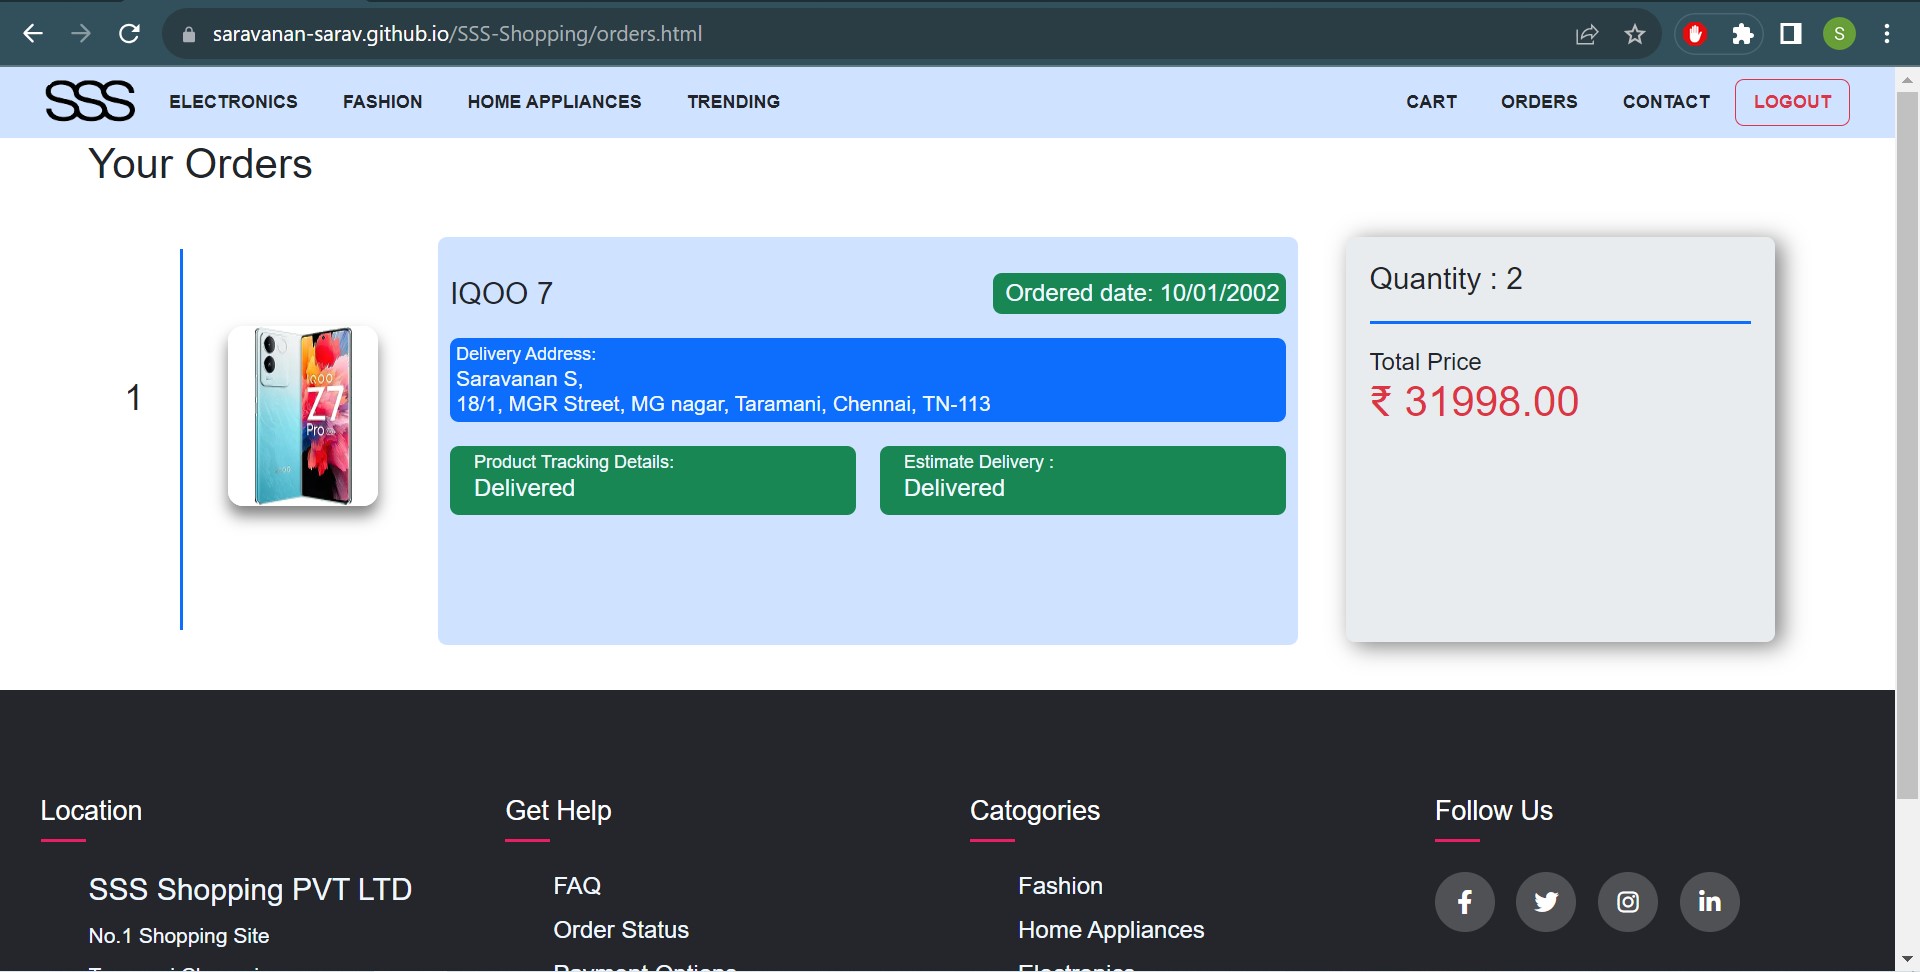 saravanan-sarav.github.io/SSS-Shopping/orders.html
S
SSS ELECTRONICS FASHION HOME APPLIANCES TRENDING CART ORDERS CONTACT LOGOUT
Your Orders
1
iQOO
Z7
Pro
IQOO 7
Ordered date: 10/01/2002
Delivery Address:
Saravanan S,
18/1, MGR Street, MG nagar, Taramani, Chennai, TN-113
Product Tracking Details:
Delivered
Estimate Delivery :
Delivered
Quantity : 2
Total Price
₹ 31998.00
Location
SSS Shopping PVT LTD
No.1 Shopping Site
Get Help
FAQ
Order Status
Payment Options
Catogories
Fashion
Home Appliances
Electronics
Follow Us